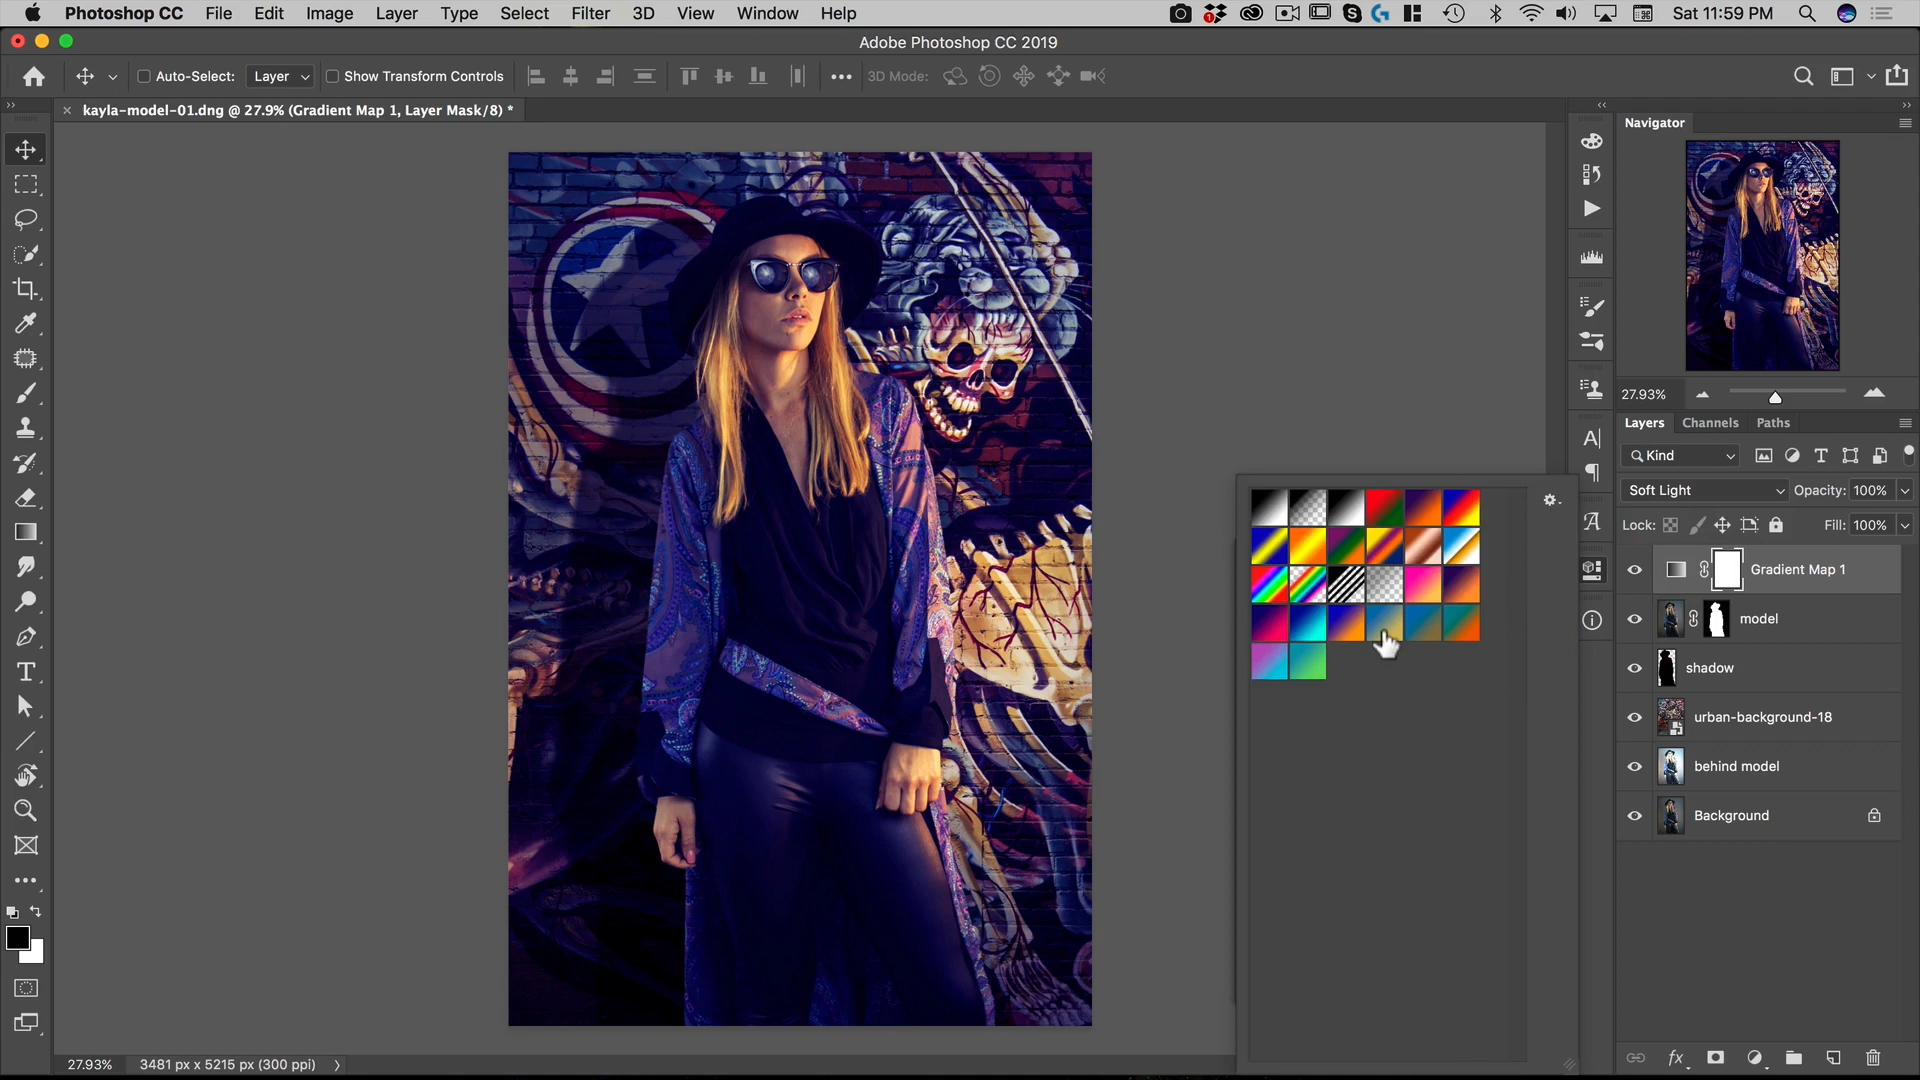 Photoshop CC File Edit Image Layer Type Select Filter 3D View Window Help
1
Sat 11:59 PM
Adobe Photoshop CC 2019
Auto-Select: Layer Show Transform Controls 3D Mode:
kayla-model-01.dng @ 27.9% (Gradient Map 1, Layer Mask/8) *
Navigator
27.93%
Layers Channels Paths
Kind
Soft Light Opacity: 100%
Lock: Fill: 100%
Gradient Map 1
model
shadow
urban-background-18
behind model
Background
fx
27.93% 3481 px x 5215 px (300 ppi)